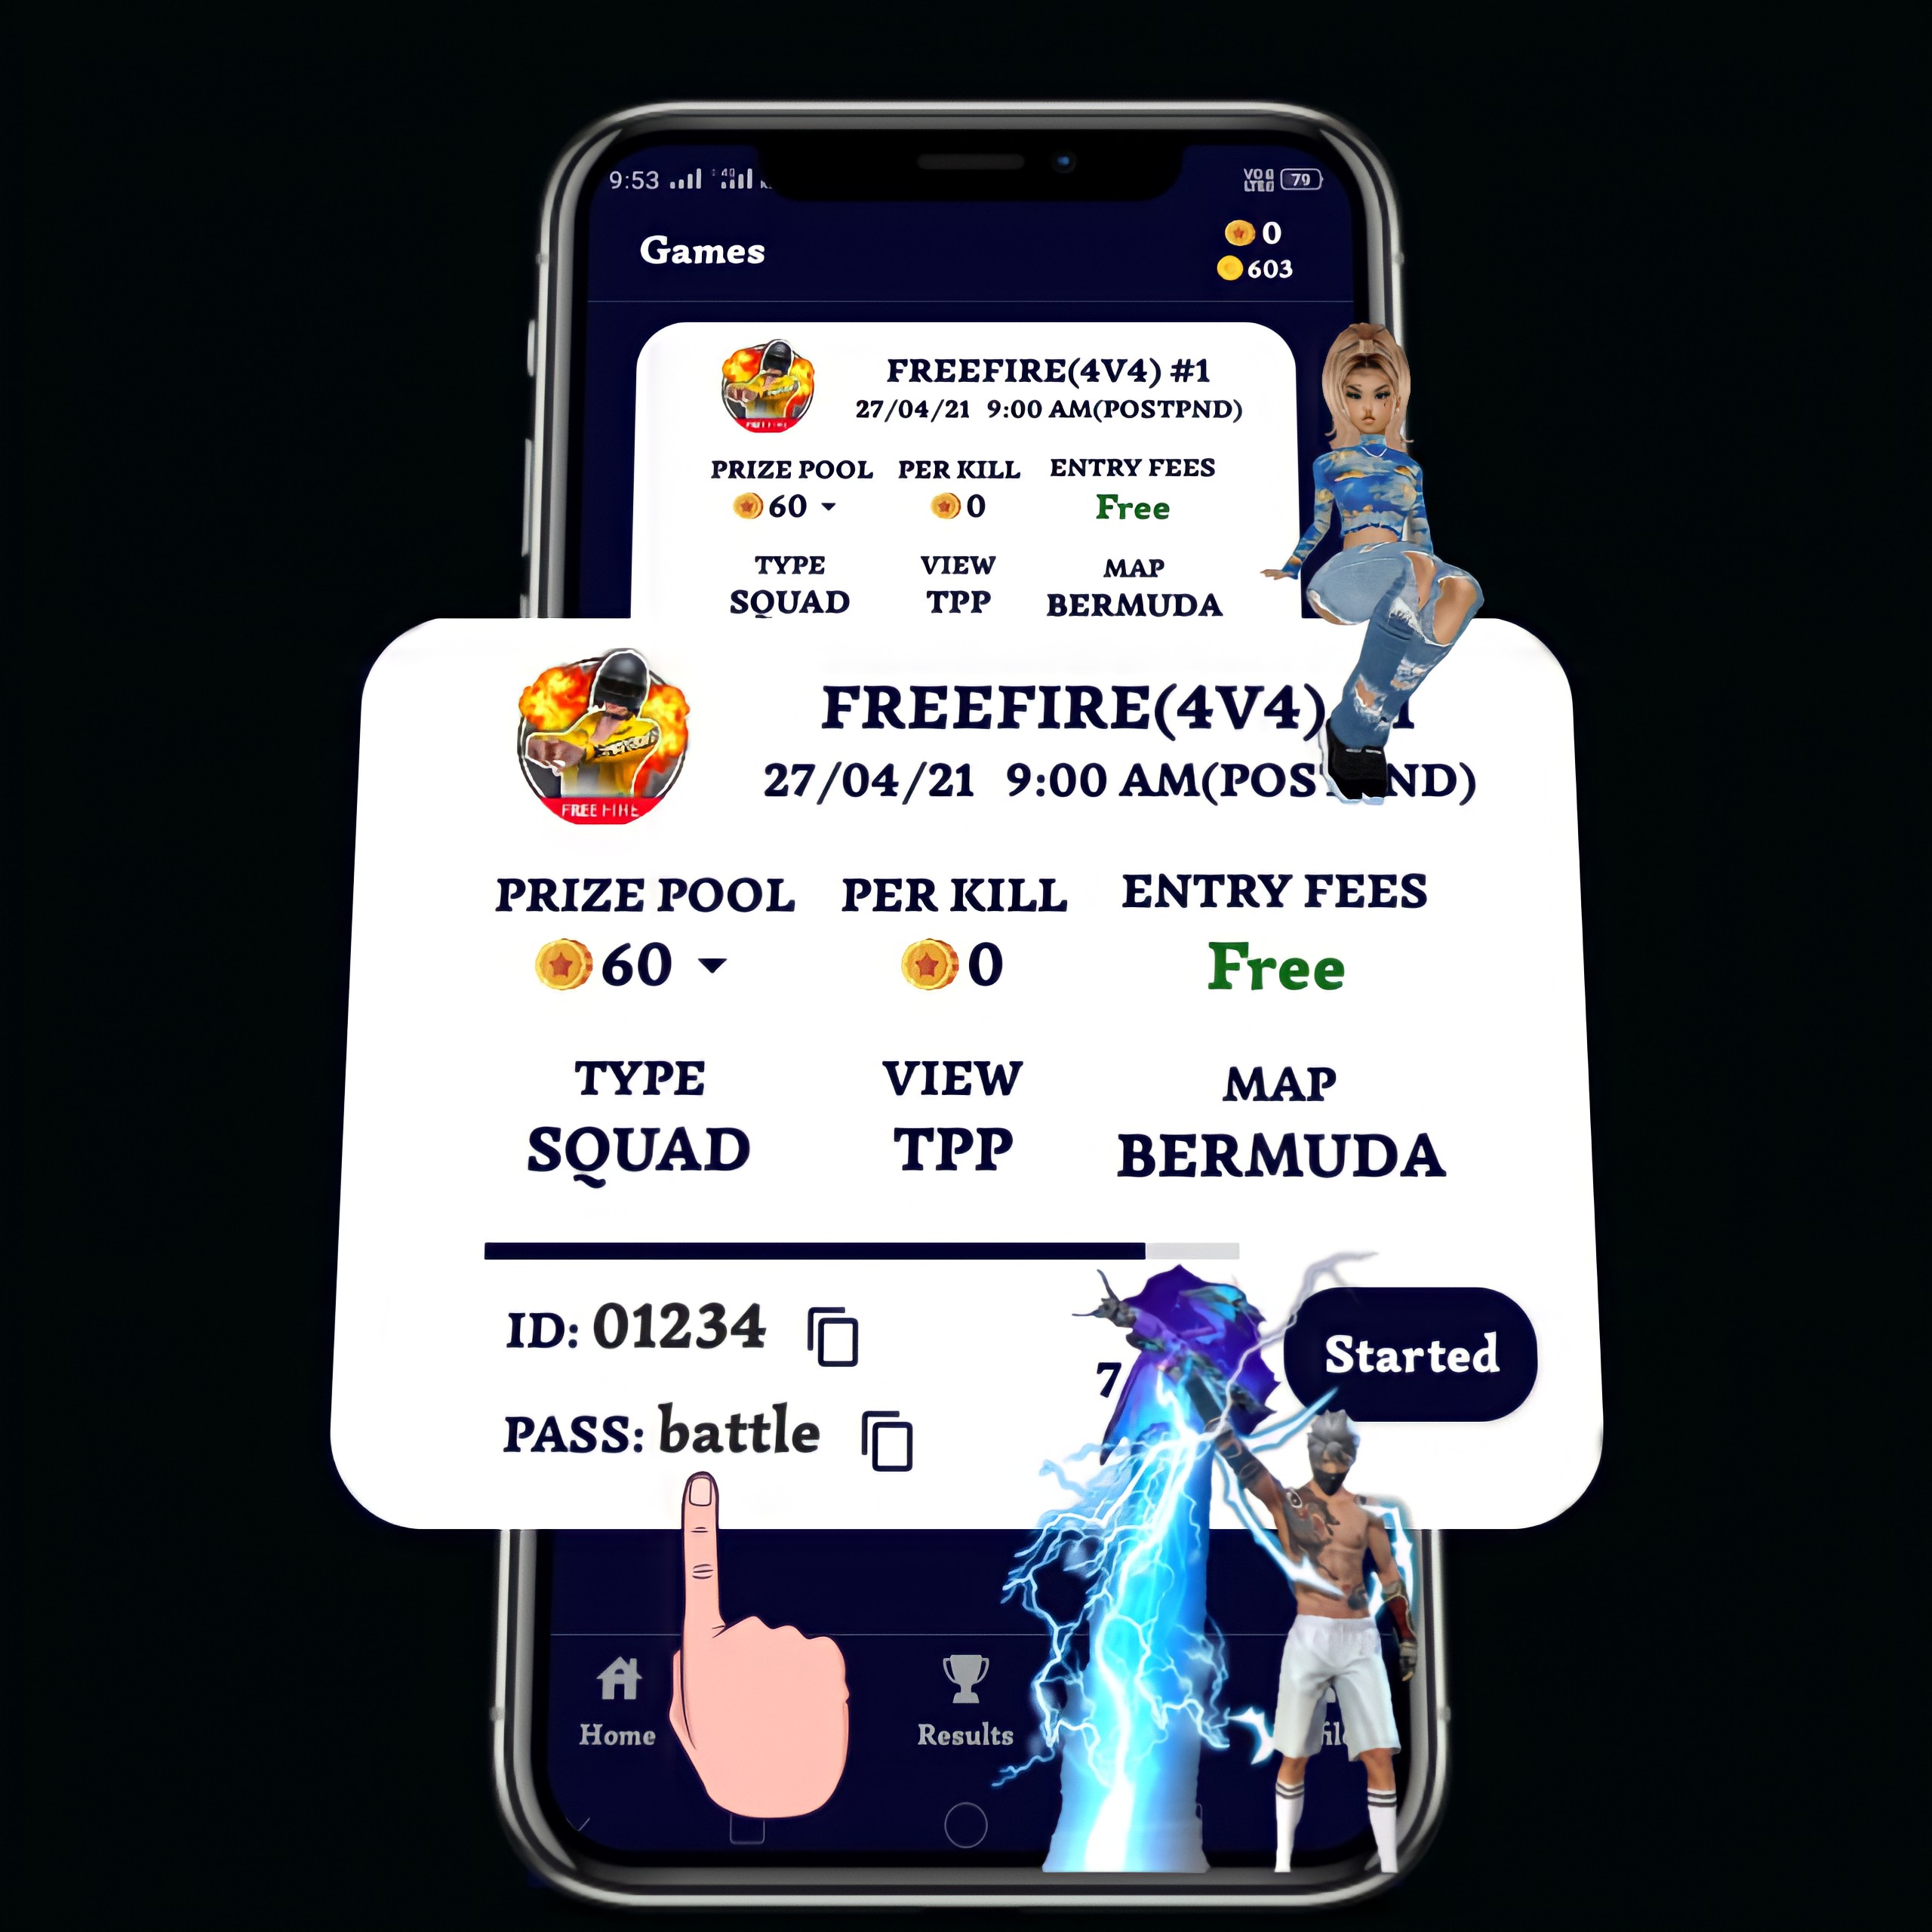 9:53
VO LTE 79
Games
0
603
FREEFIRE(4V4) #1
27/04/21 9:00 AM(POSTPND)
PRIZE POOL PER KILL ENTRY FEES
60 0 Free
TYPE VIEW MAP
SQUAD TPP BERMUDA
FREEFIRE(4V4)
FREE FIRE
27/04/21 9:00 AM(POS ND)
PRIZE POOL PER KILL ENTRY FEES
60 0 Free
TYPE VIEW MAP
SQUAD TPP BERMUDA
ID: 01234
7
Started
PASS: battle
Home Results